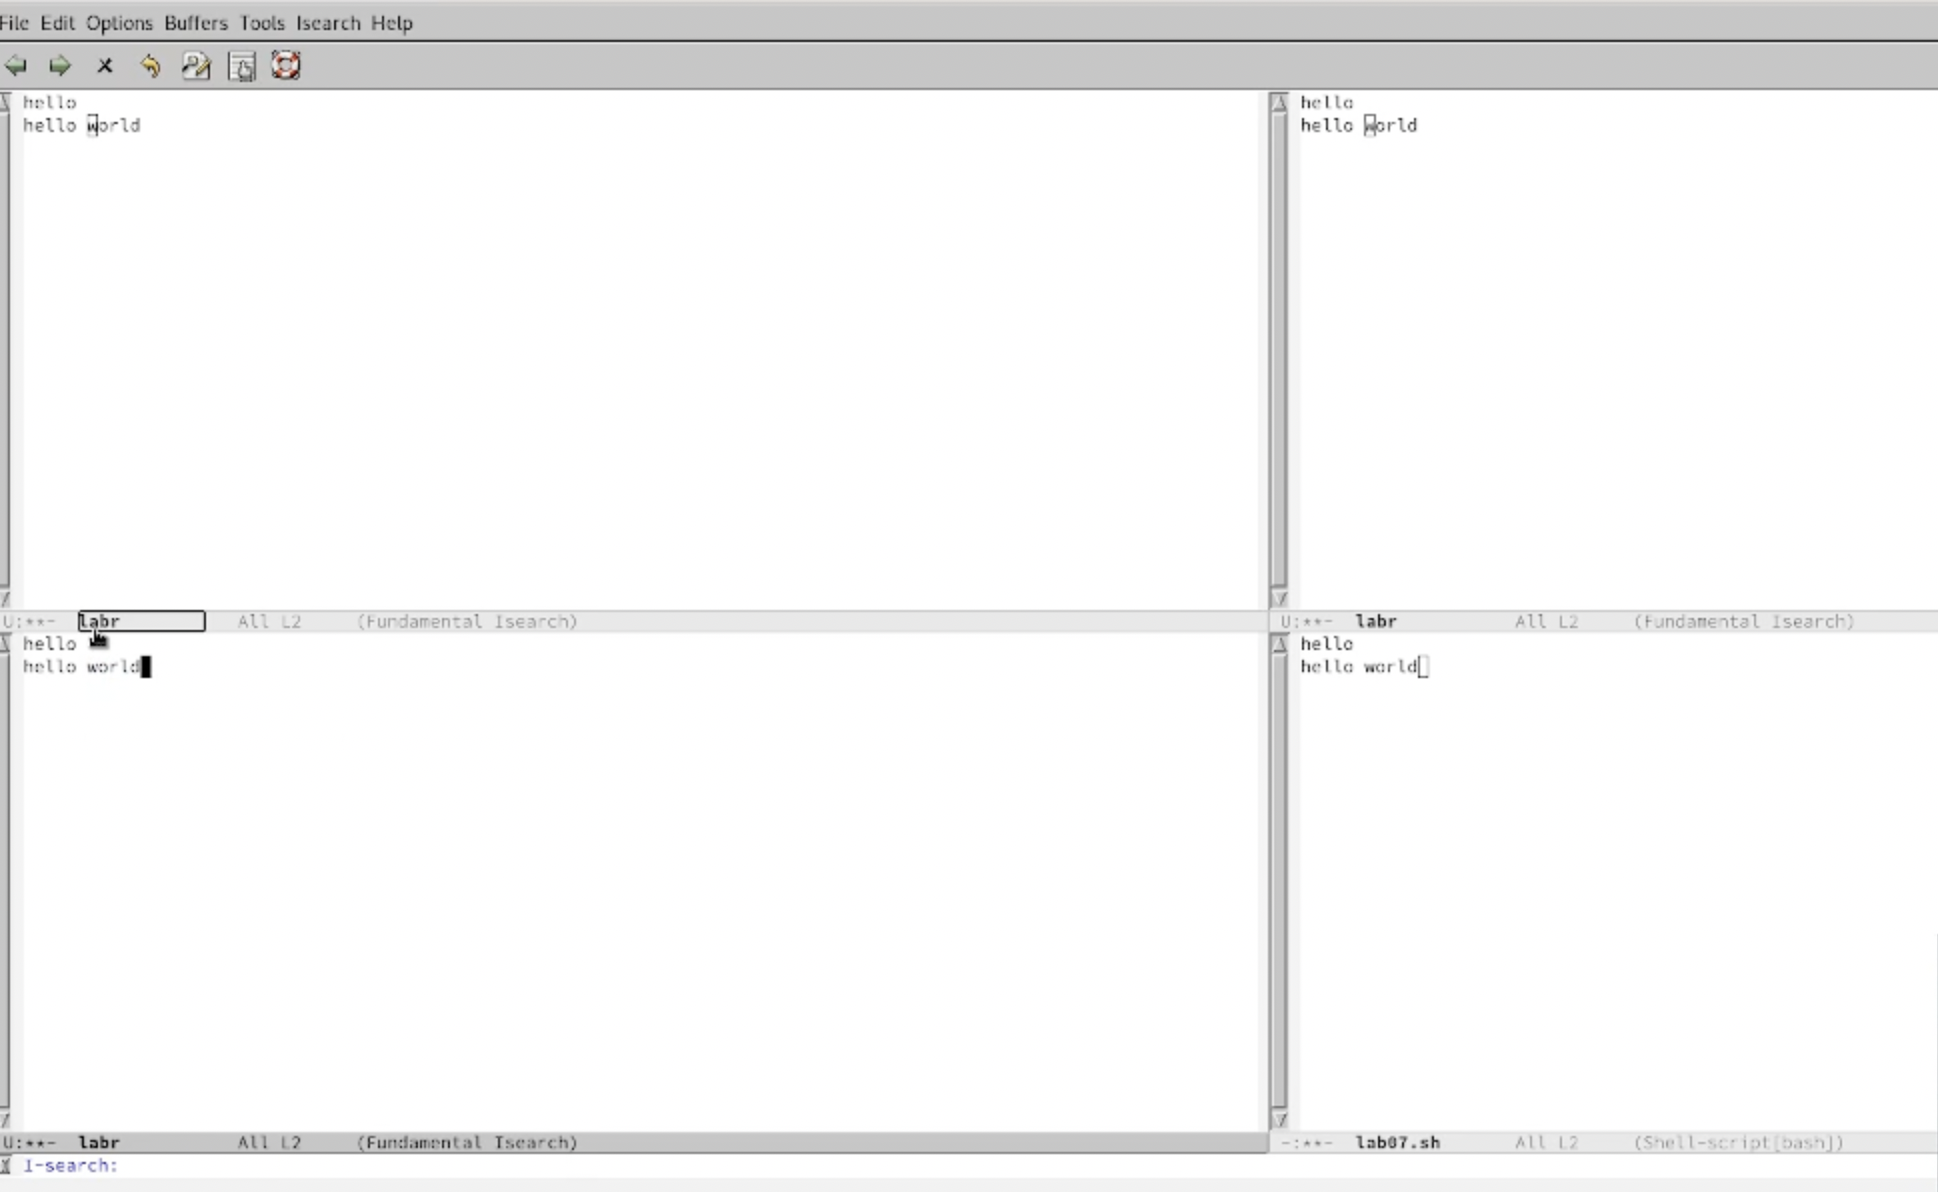 File Edit Options Buffers Tools Isearch Help
hello
hello world
U:**- labr All L2 (Fundamental Isearch)
hello
hello world
U:**- labr All L2 (Fundamental Isearch)
hello
hello world
U:**- labr All L2 (Fundamental Isearch)
hello
hello world
-:**- lab07.sh All L2 (Shell-script[bash])
I-search: